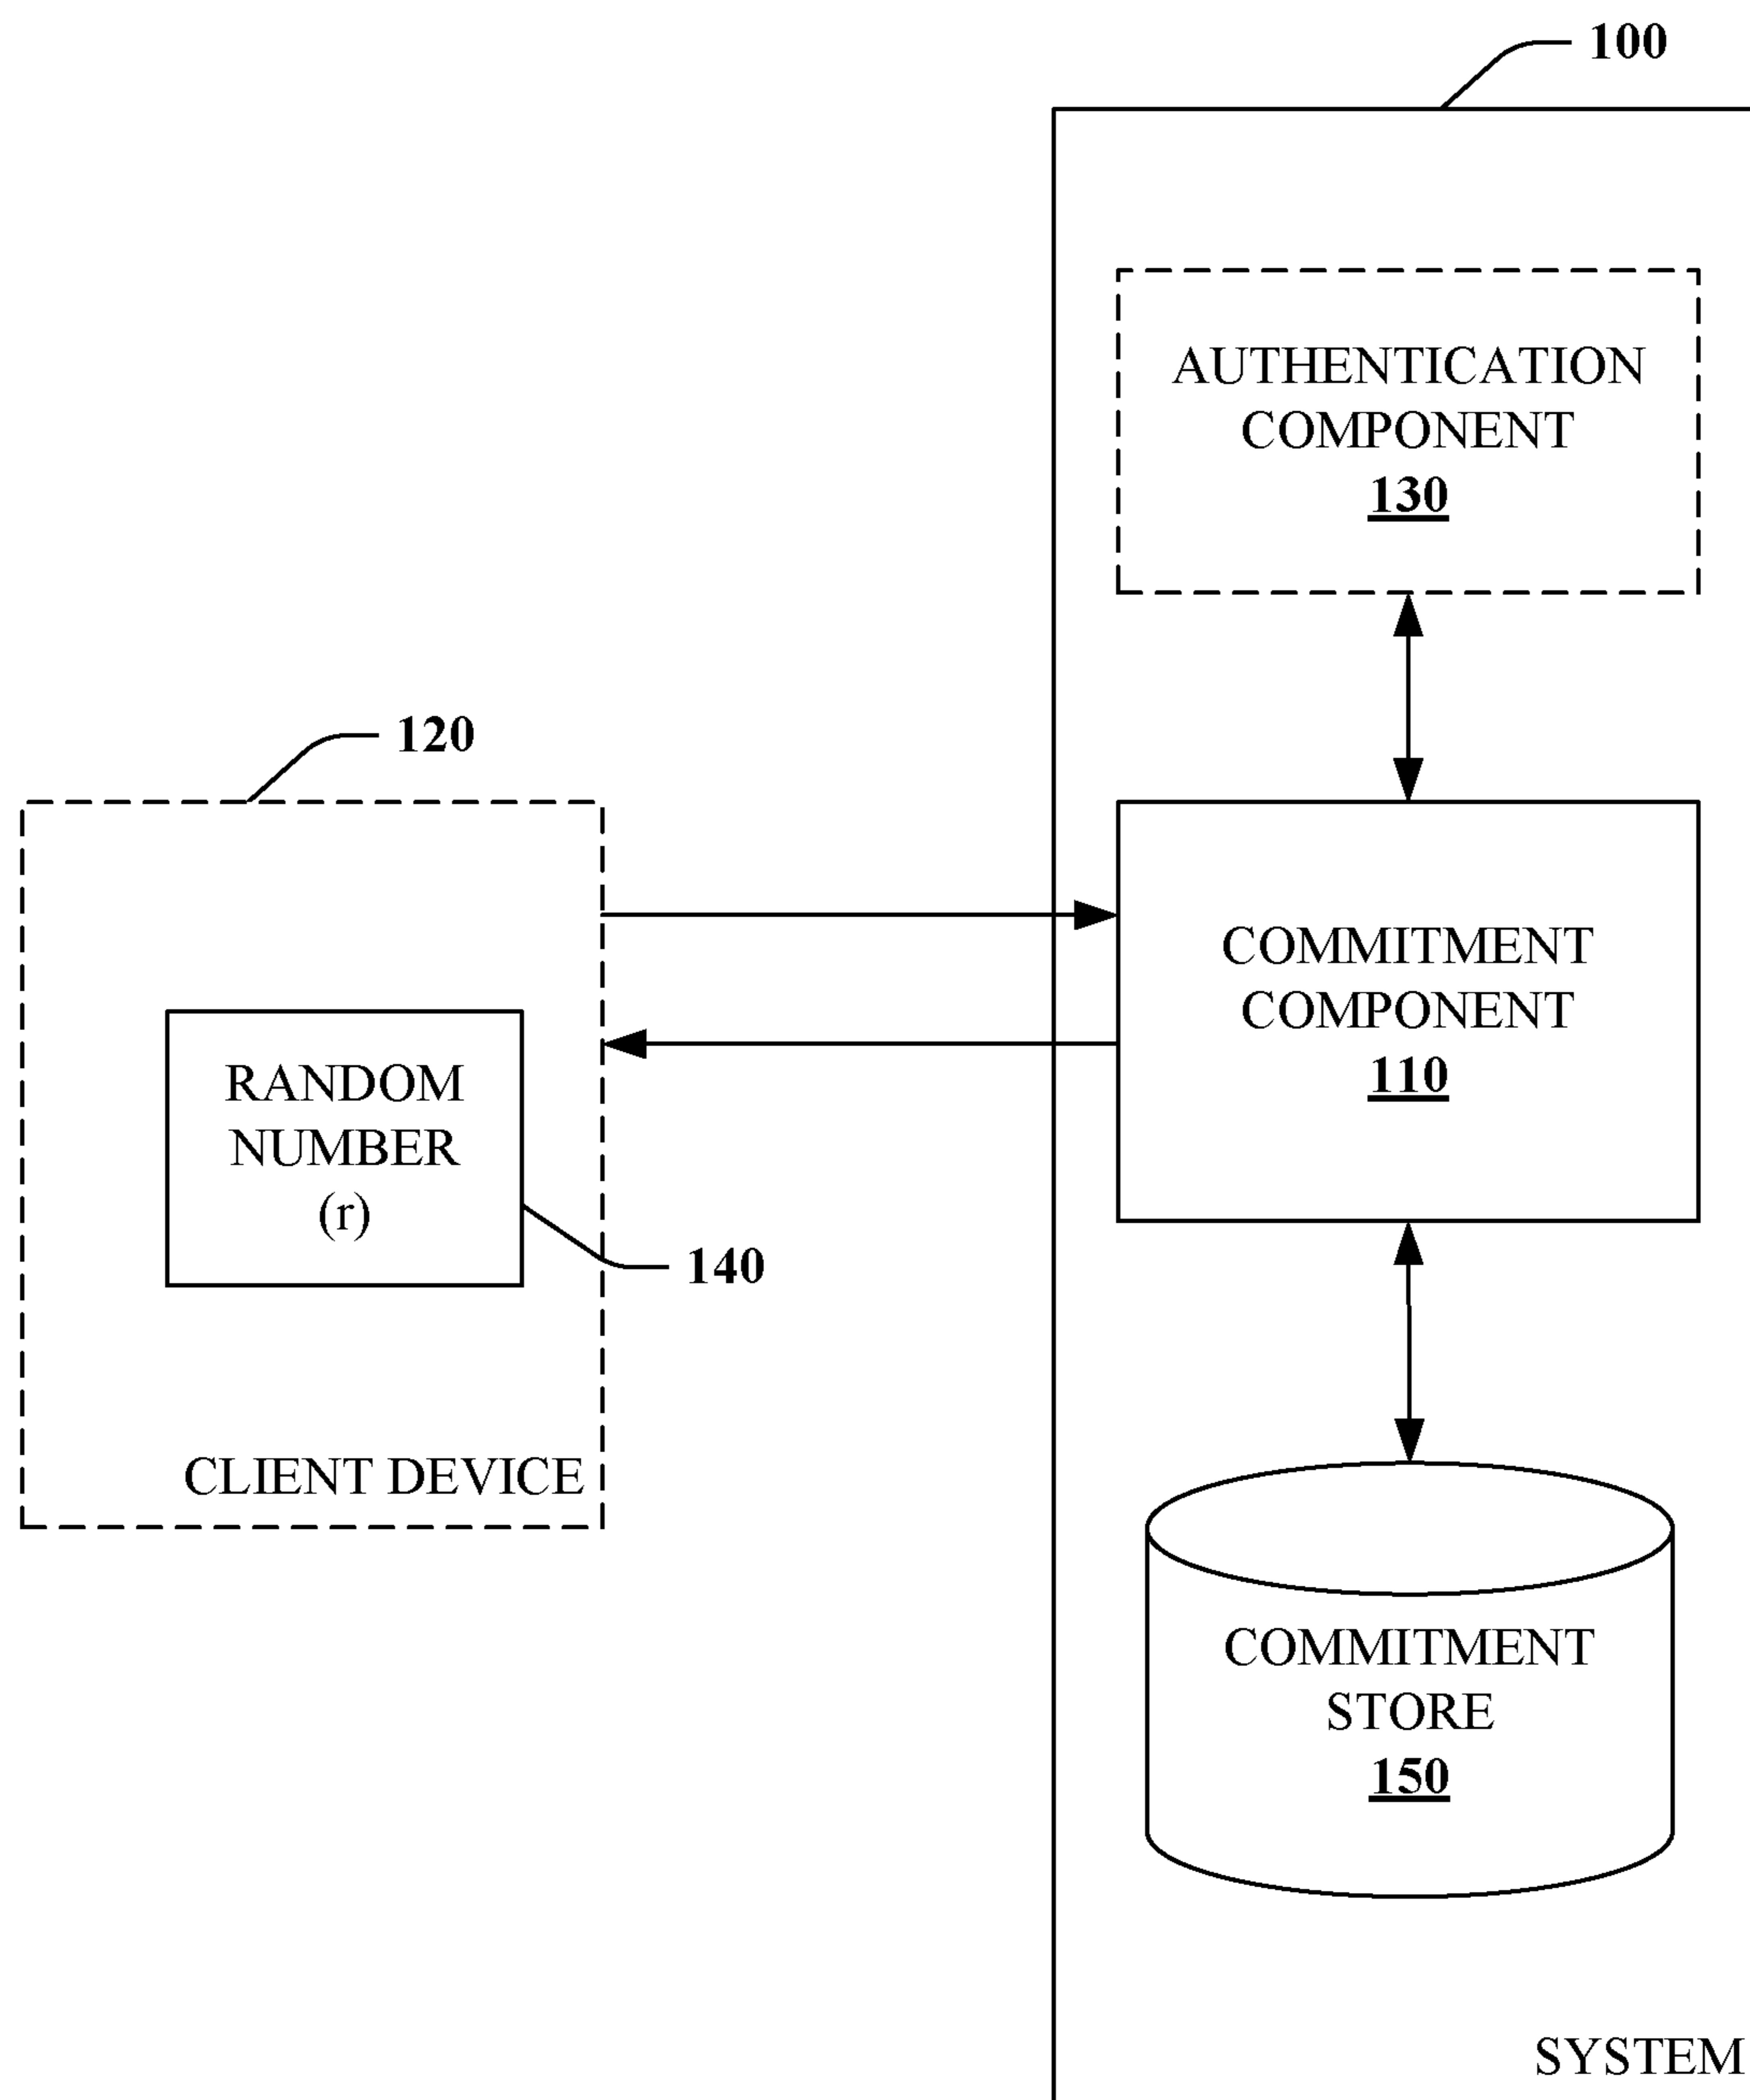 100
AUTHENTICATION
COMPONENT
130
120
COMMITMENT
COMPONENT
110
RANDOM
NUMBER
(r)
140
CLIENT DEVICE
COMMITMENT
STORE
150
SYSTEM